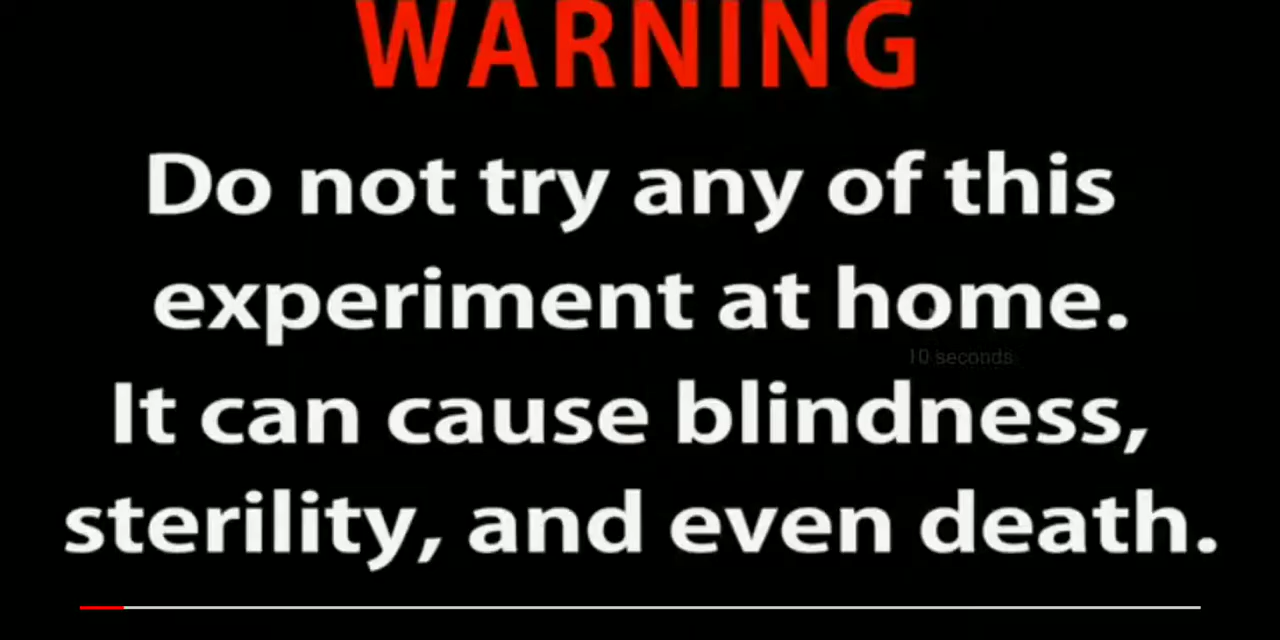 WARNING
Do not try any of this
experiment at home.
10 seconds
It can cause blindness,
sterility, and even death.